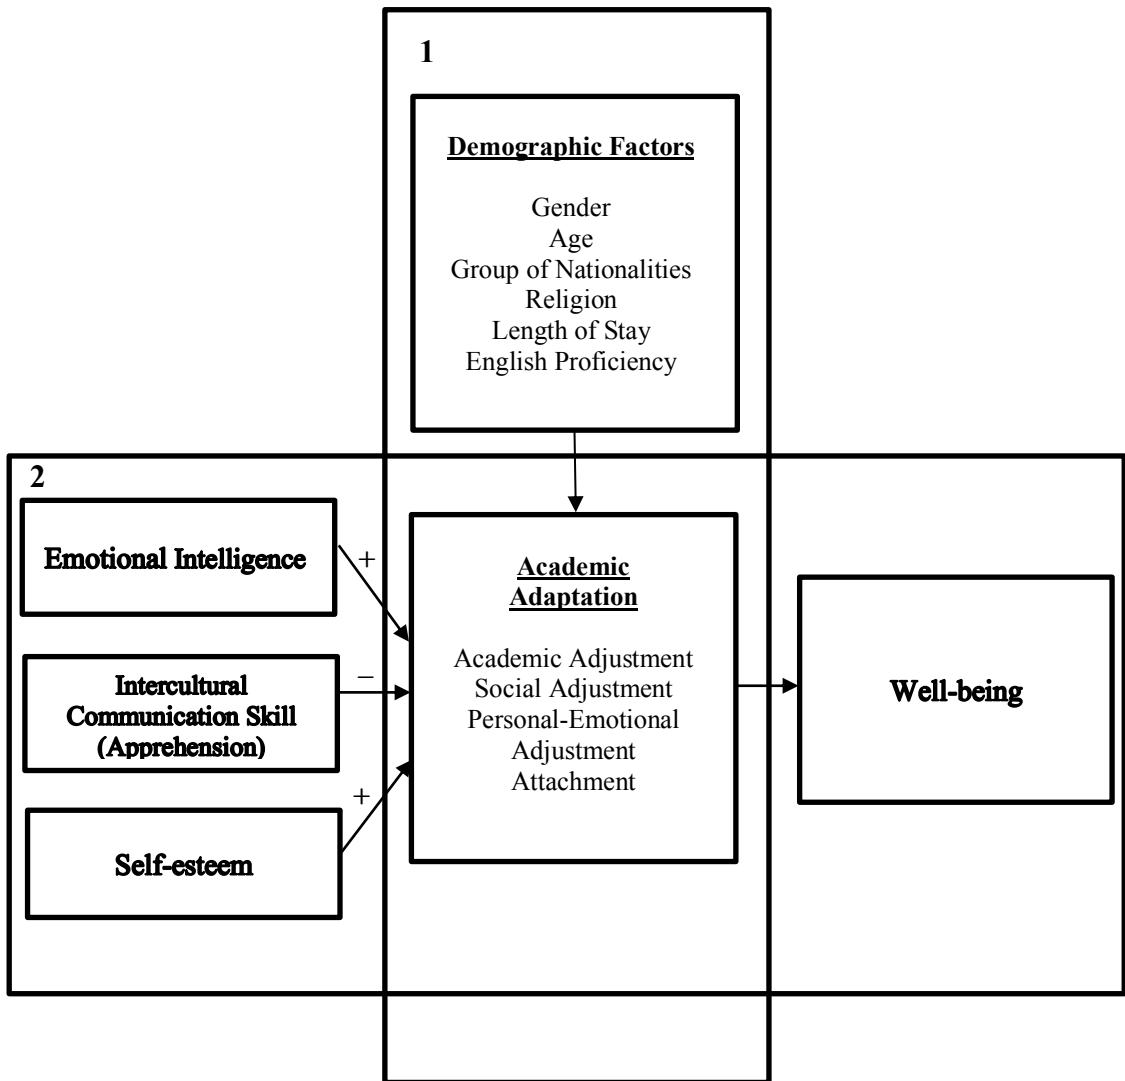 1
Demographic Factors
Gender
Age
Group of Nationalities
Religion
Length of Stay
English Proficiency
2
Emotional Intelligence
+
Intercultural
Communication Skill
(Apprehension)
–
Self-esteem
+
Academic
Adaptation
Academic Adjustment
Social Adjustment
Personal-Emotional
Adjustment
Attachment
Well-being